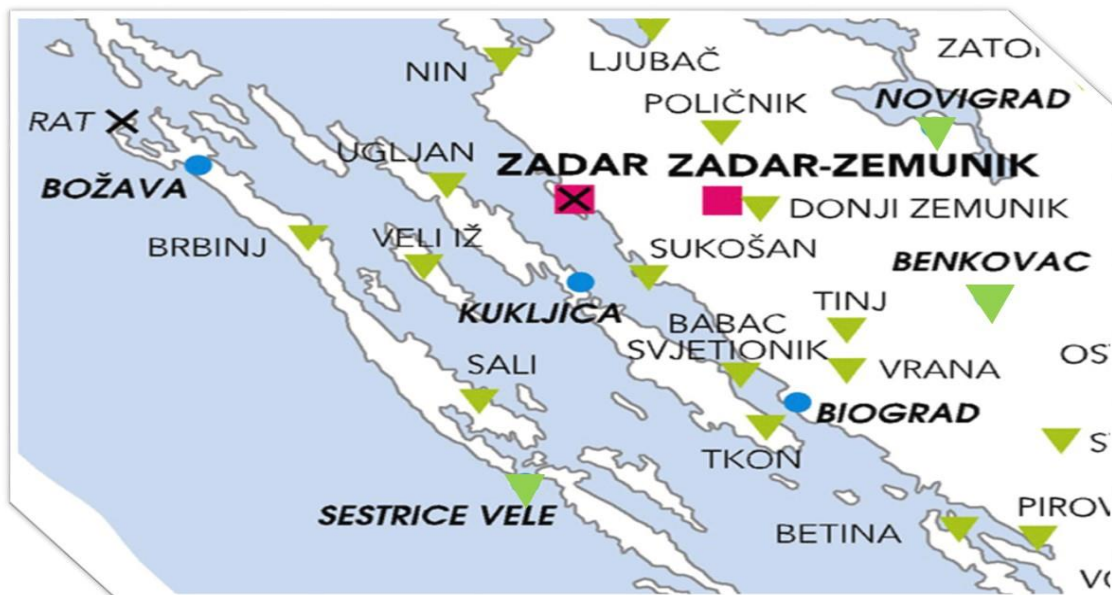 ZATO
NIN
LJUBAČ
POLIČNIK
NOVIGRAD
RAT
UGLJAN
ZADAR ZADAR-ZEMUNIK
BOŽAVA
DONJI ZEMUNIK
BRBINJ
VELI IŽ
SUKOŠAN
BENKOVAC
TINJ
KUKLJICA
BABAC
SVJETIONIK
OS
SALI
VRANA
BIOGRAD
S
TKON
SESTRICE VELE
BETINA
PIROV
VO